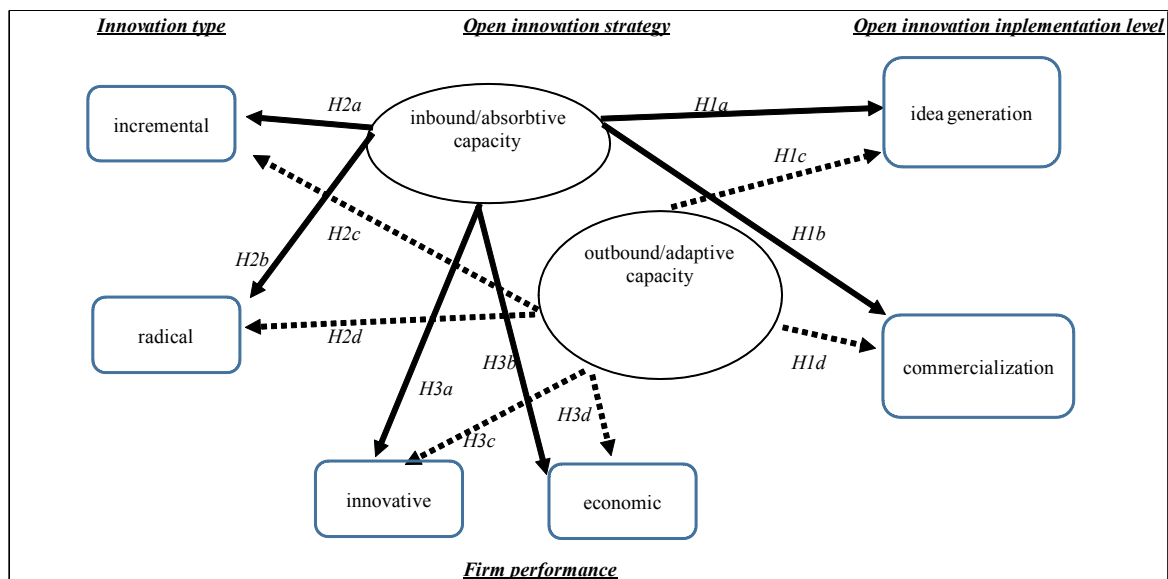 Innovation type
Open innovation strategy
Open innovation inplementation level
H2a
H1a
incremental
inbound/absorbtive
capacity
idea generation
H1c
H2c
H1b
H2b
outbound/adaptive
capacity
radical
H2d
H3b
H1d
commercialization
H3a
H3c
H3d
innovative
economic
Firm performance